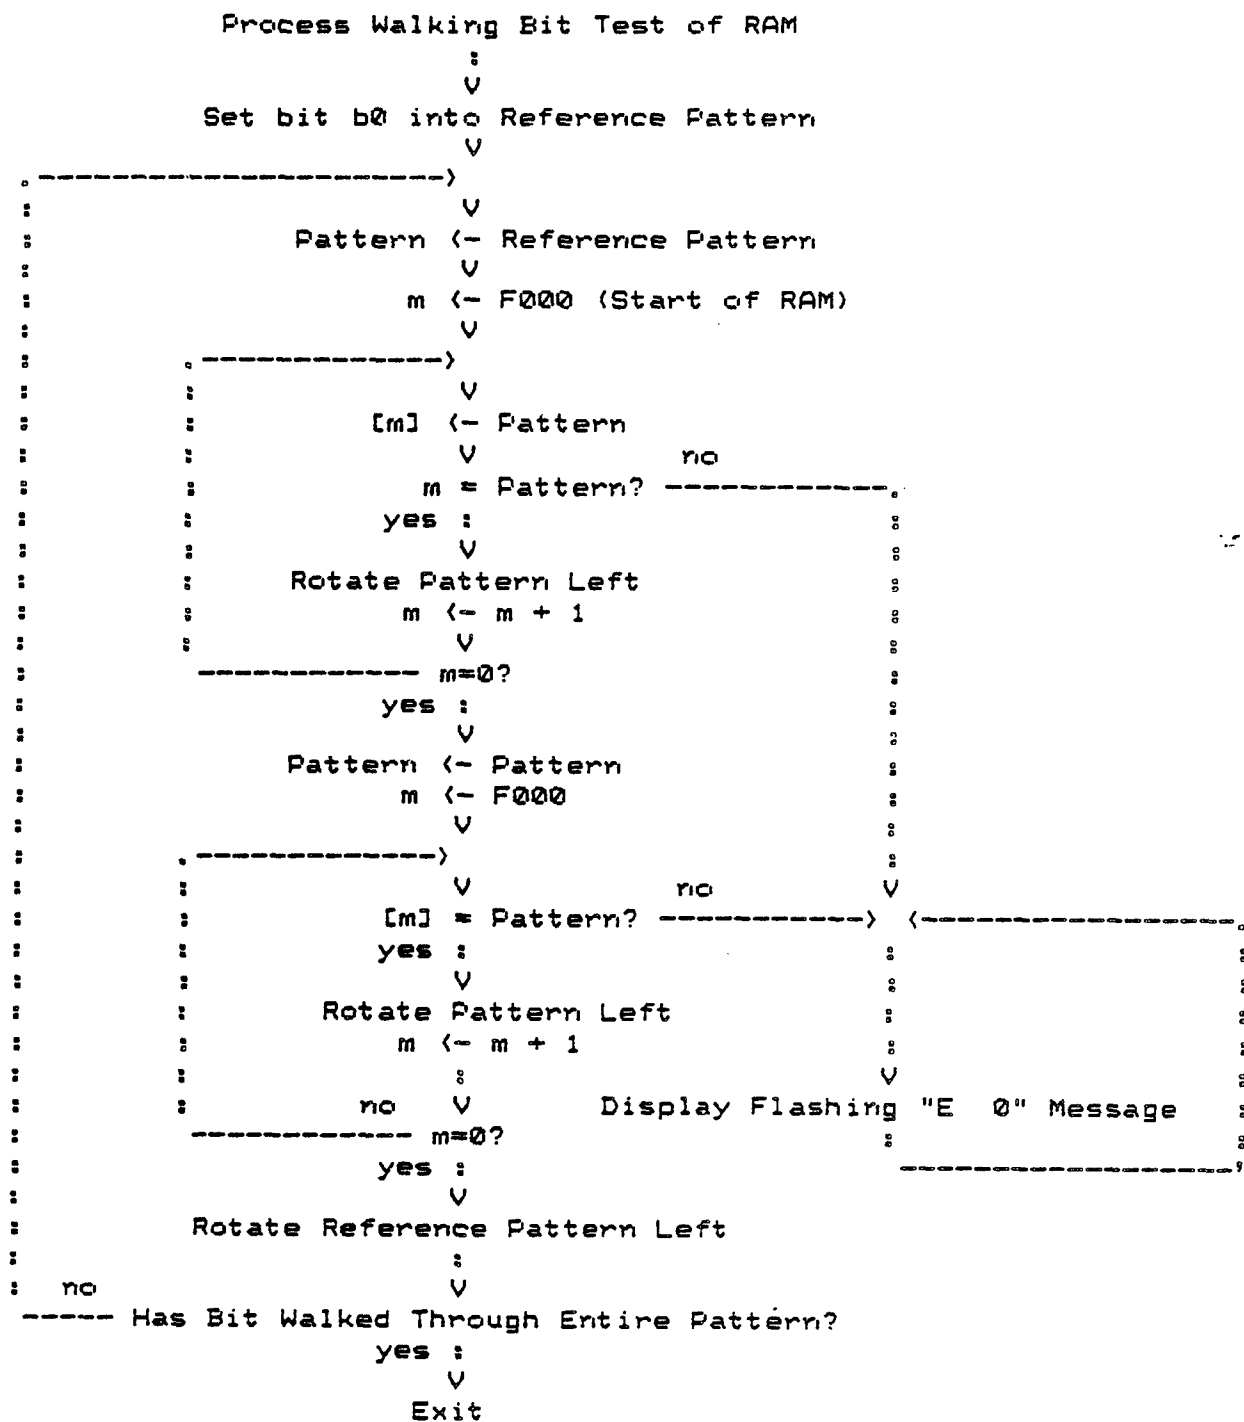 Process Walking Bit Test of RAM
Set bit b0 into Reference Pattern
Pattern <- Reference Pattern
m <- F000 (Start of RAM)
[m] <- Pattern
no
m = Pattern?
yes
Rotate Pattern Left
m <- m + 1
m=0?
yes
Pattern <- Pattern
m <- F000
no
[m] = Pattern?
yes
Rotate Pattern Left
m <- m + 1
no
Display Flashing "E  0" Message
m=0?
yes
Rotate Reference Pattern Left
no
Has Bit Walked Through Entire Pattern?
yes
Exit